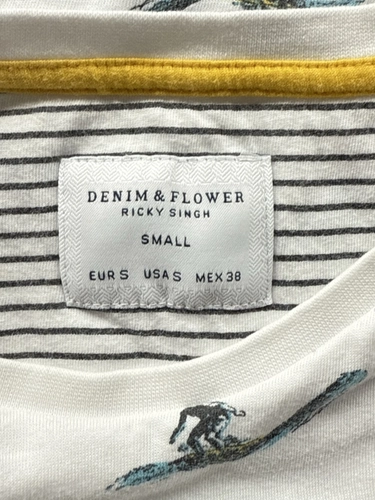 DENIM & FLOWER
RICKY SINGH
SMALL
EUR S USA S MEX 38